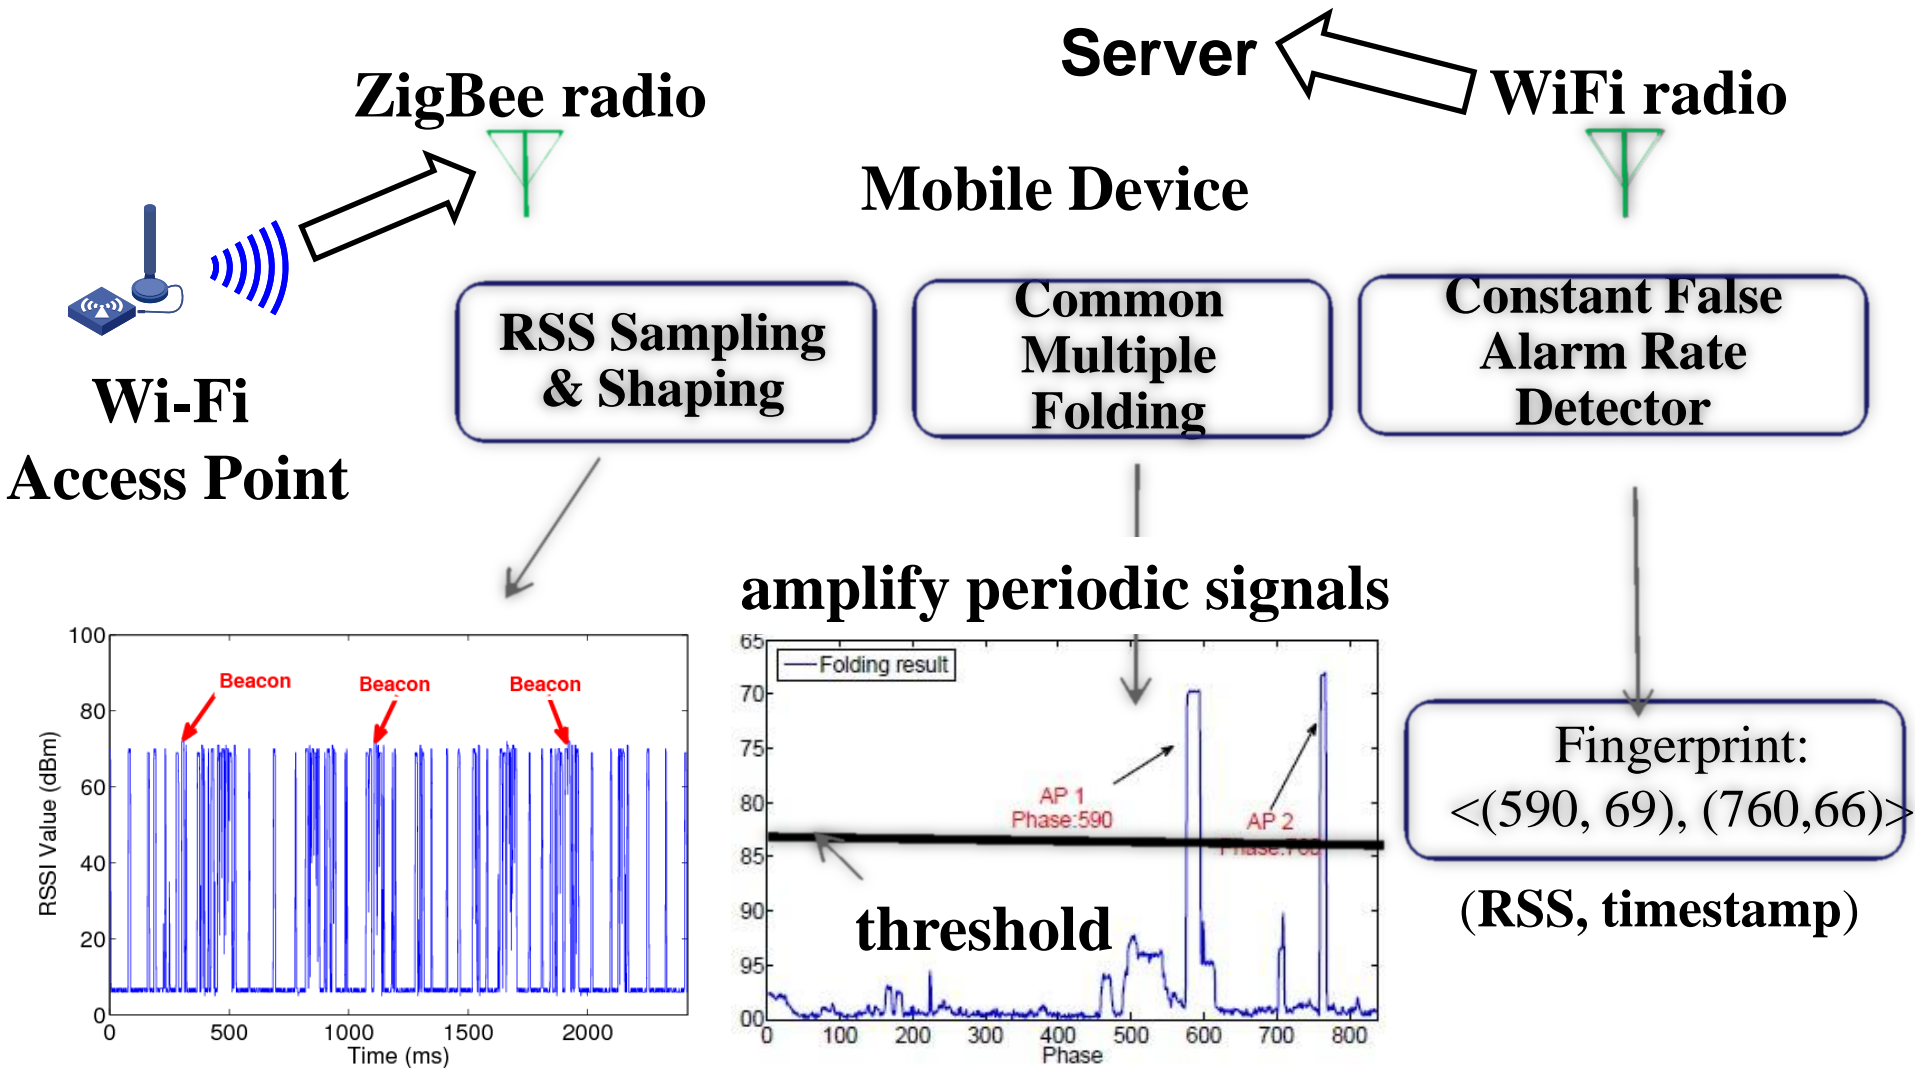 Server
ZigBee radio
WiFi radio
Mobile Device
Wi-Fi
Access Point
RSS Sampling
& Shaping
Common
Multiple
Folding
Constant False
Alarm Rate
Detector
amplify periodic signals
100
80
60
40
20
0
RSSI Value (dBm)
Beacon
Beacon
Beacon
0
500
1000
1500
2000
Time (ms)
65
70
75
80
85
90
95
00
Folding result
AP 1
Phase:590
AP 2
Phase:760
threshold
0
100
200
300
400
500
600
700
800
Phase
Fingerprint:
<(590, 69), (760,66)>
(RSS, timestamp)